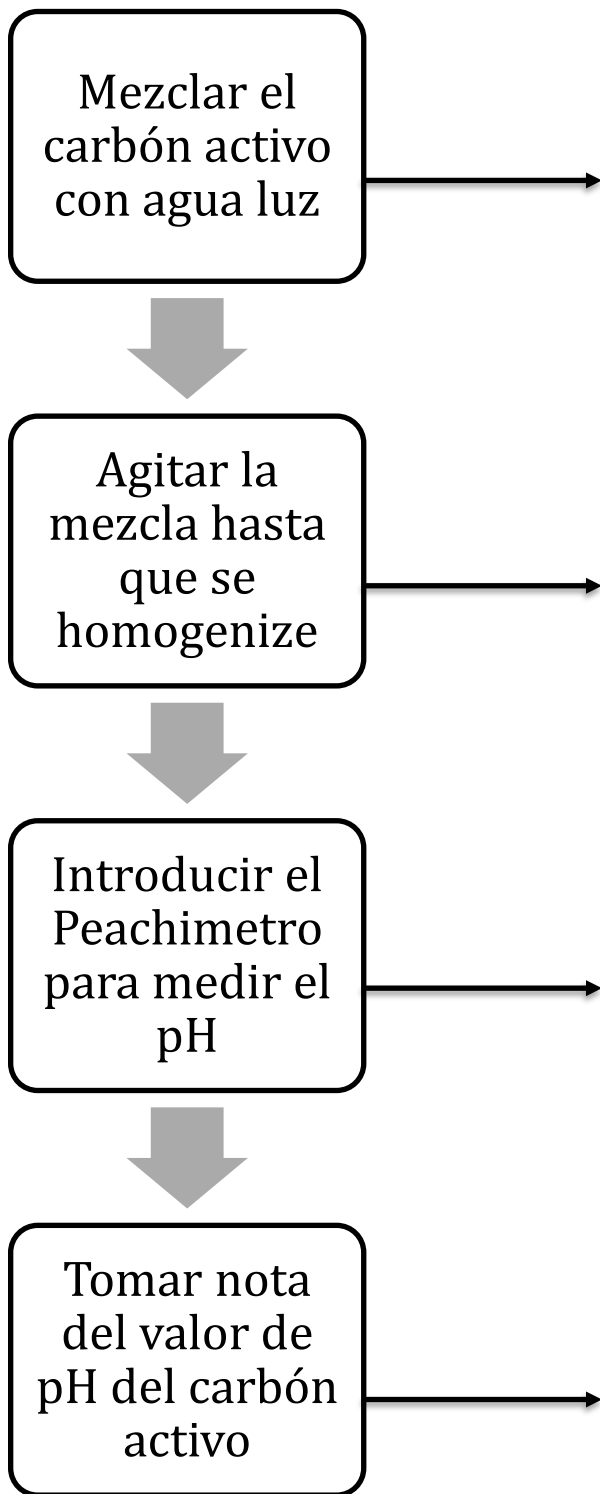 Mezclar el
carbón activo
con agua luz
Agitar la
mezcla hasta
que se
homogenize
Introducir el
Peachimetro
para medir el
pH
Tomar nota
del valor de
pH del carbón
activo